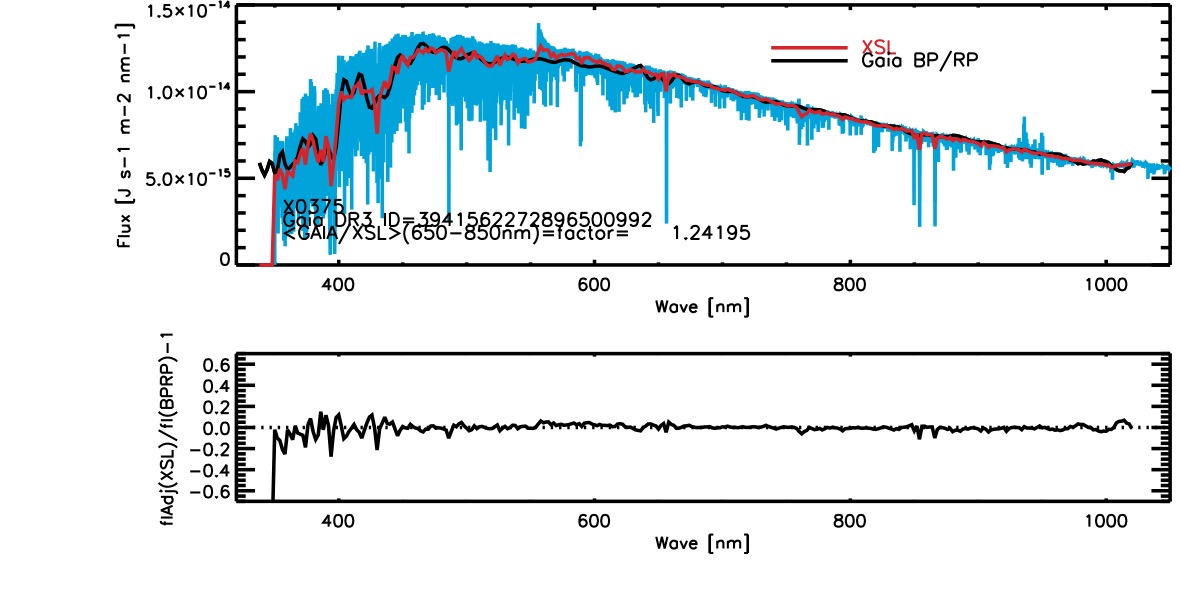 1.5×10−14
1.0×10−14
5.0×10−15
0
Flux [J s−1 m−2 nm−1]
XSL
Gaia BP/RP
X0375
Gaia DR3 ID=3941562272896500992
<GAIA/XSL>(650−850nm)=factor= 1.24195
400 600 800 1000
Wave [nm]
0.6
0.4
0.2
0.0
−0.2
−0.4
−0.6
flAdj(XSL)/fl(BPRP)−1
400 600 800 1000
Wave [nm]